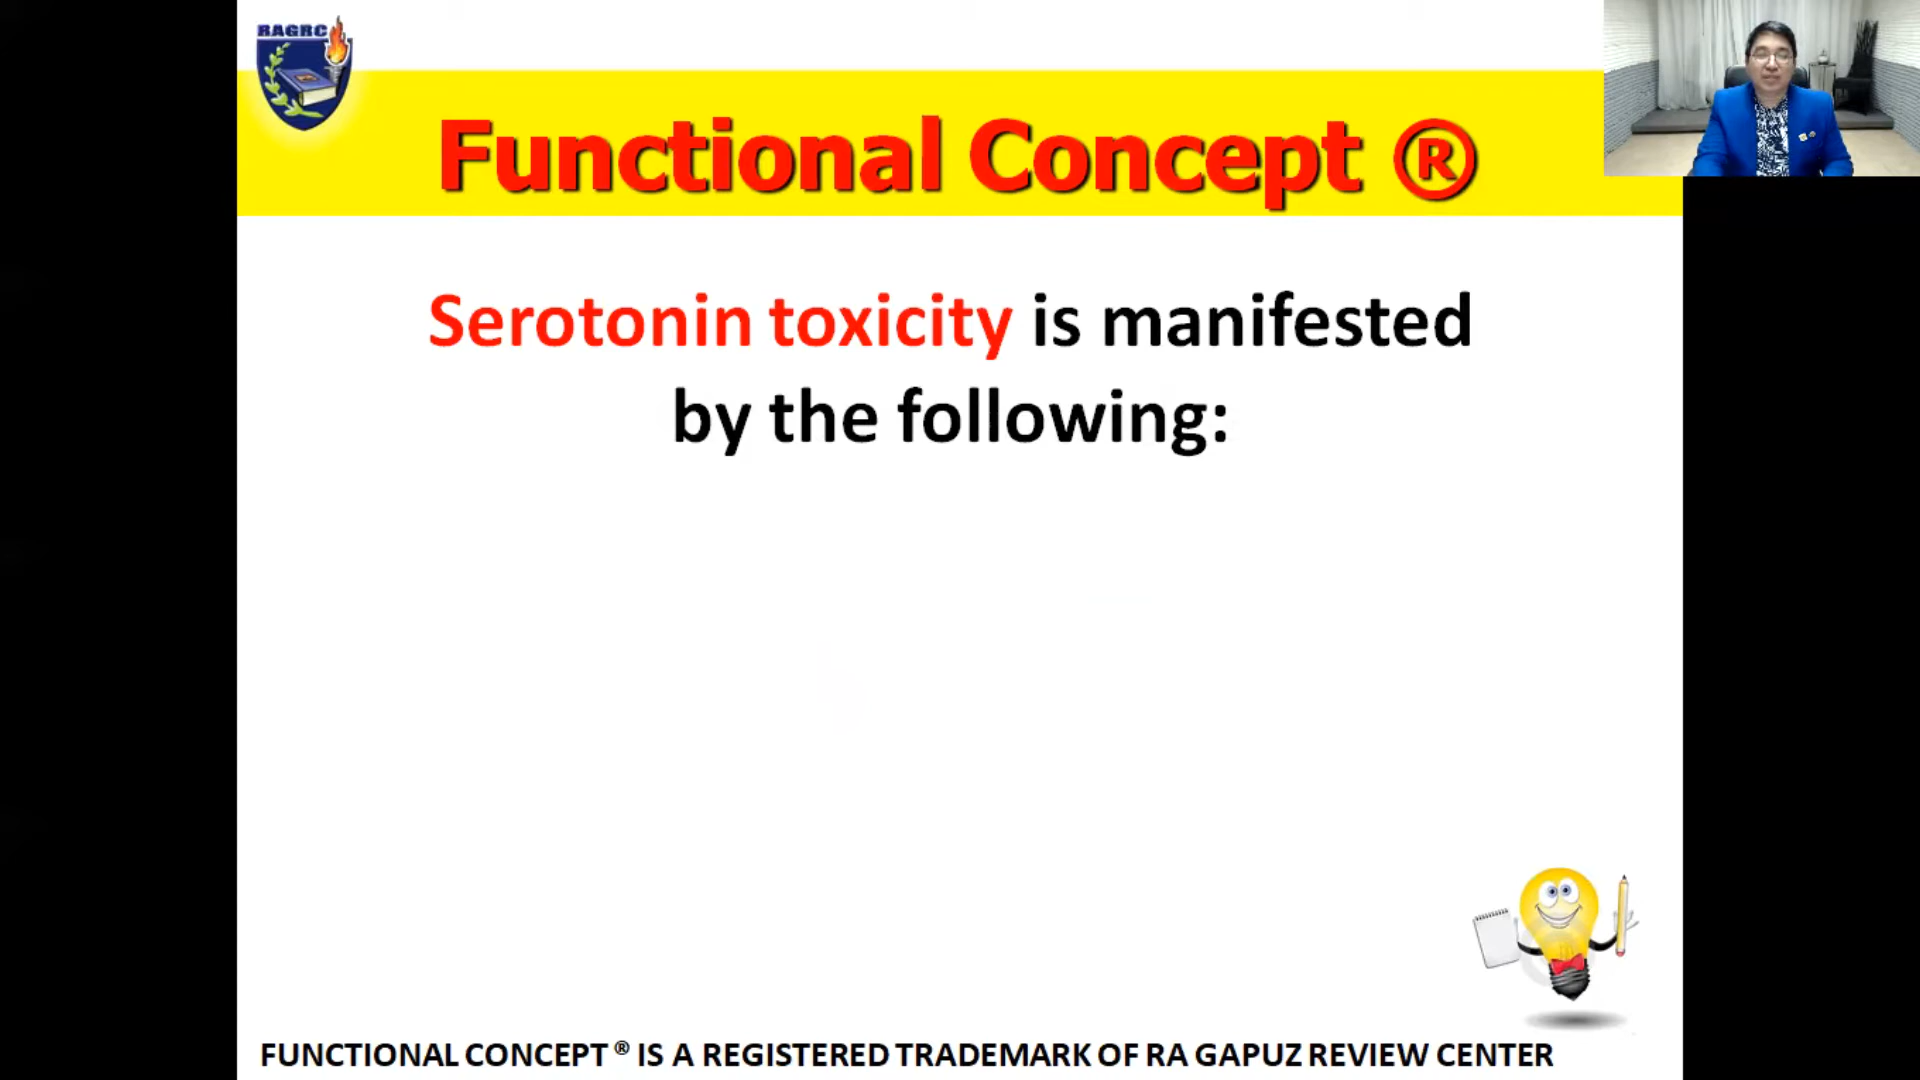 RAGRC
Functional Concept ®
Serotonin toxicity is manifested
by the following:
FUNCTIONAL CONCEPT ® IS A REGISTERED TRADEMARK OF RA GAPUZ REVIEW CENTER